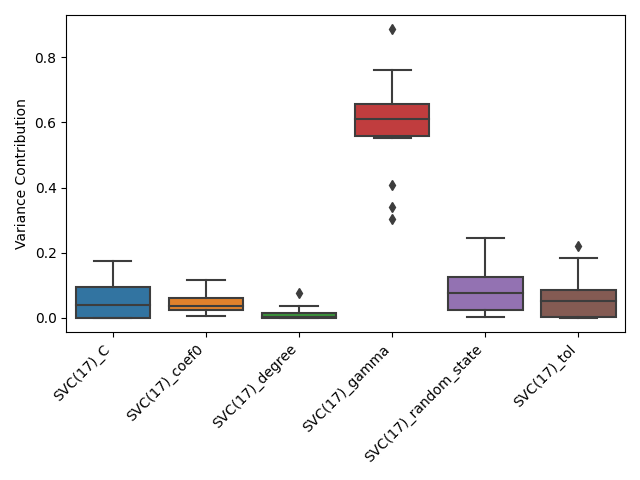 Variance Contribution
0.8
0.6
0.4
0.2
0.0
SVC(17)_C
SVC(17)_coef0
SVC(17)_degree
SVC(17)_gamma
SVC(17)_random_state
SVC(17)_tol